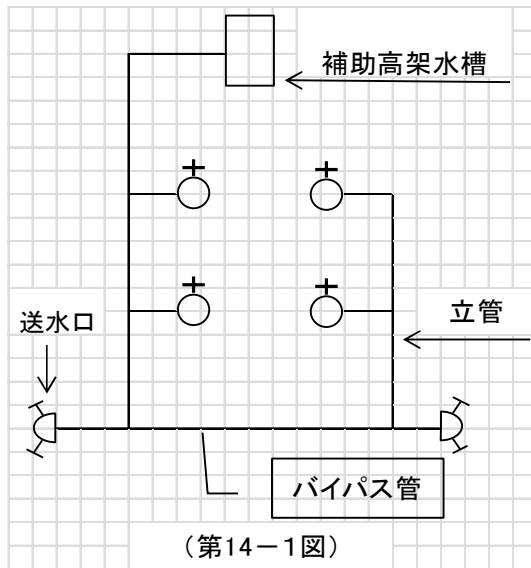 補助高架水槽
送水口
立管
バイパス管
（第14－1図）